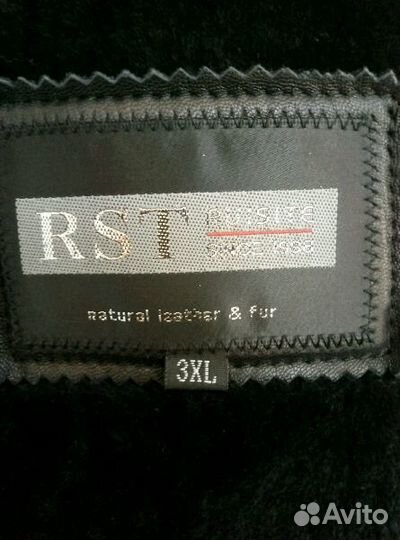 RST
SINCE 1988
natural leather & fur
3XL
Avito